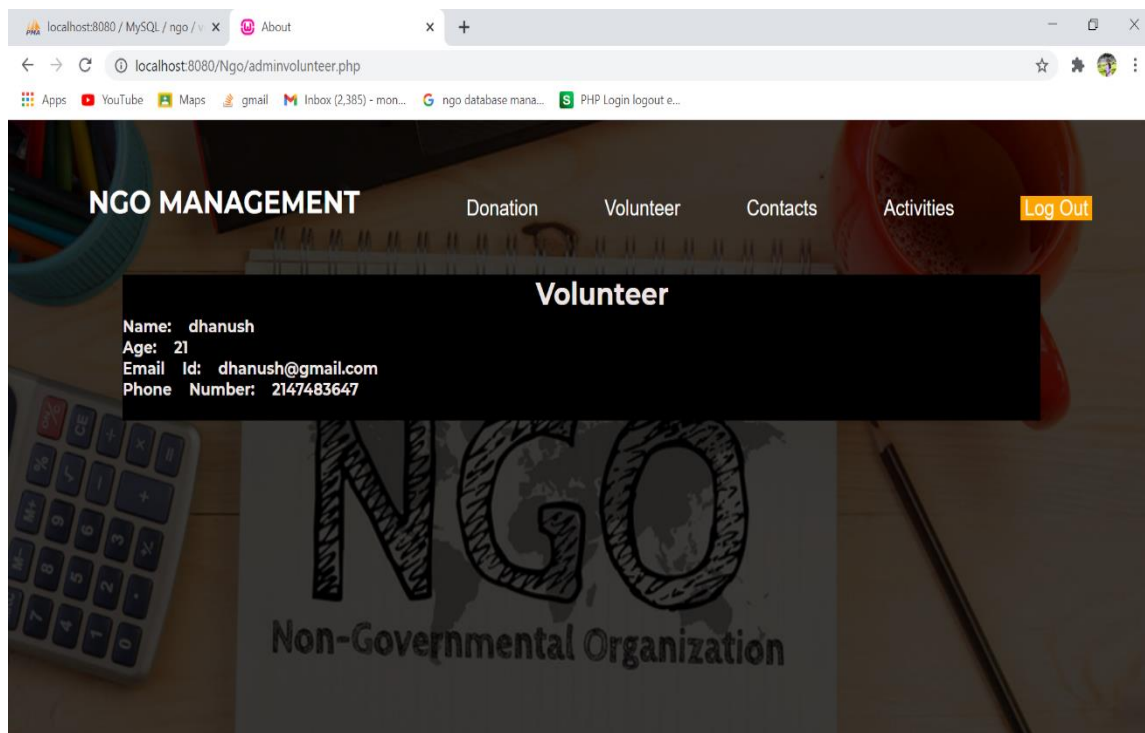 localhost:8080 / MySQL / ngo / v
About
localhost:8080/Ngo/adminvolunteer.php
Apps YouTube Maps gmail Inbox (2,385) - mon... ngo database mana... PHP Login logout e...
NGO MANAGEMENT Donation Volunteer Contacts Activities Log Out
Volunteer
Name: dhanush
Age: 21
Email Id: dhanush@gmail.com
Phone Number: 2147483647
NGO
Non-Governmental Organization